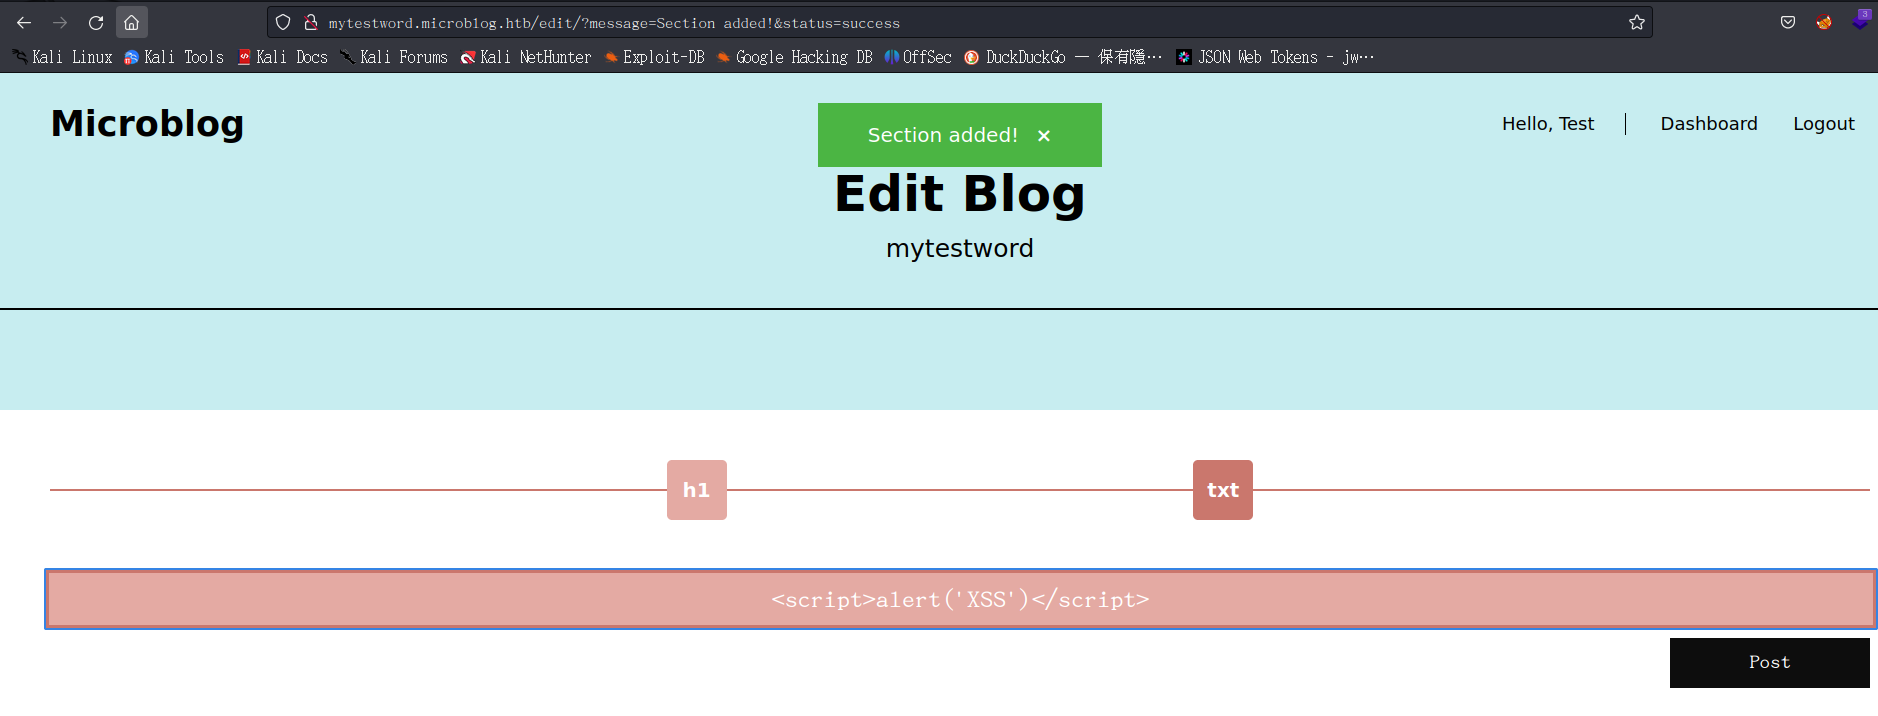 mytestword.microblog.htb/edit/?message=Section added!&status=success
3
Kali Linux Kali Tools Kali Docs Kali Forums Kali NetHunter Exploit-DB Google Hacking DB OffSec DuckDuckGo — 保有隱… JSON Web Tokens - jw…
Microblog
Section added! ×
Hello, Test Dashboard Logout
Edit Blog
mytestword
h1 txt
<script>alert('XSS')</script>
Post